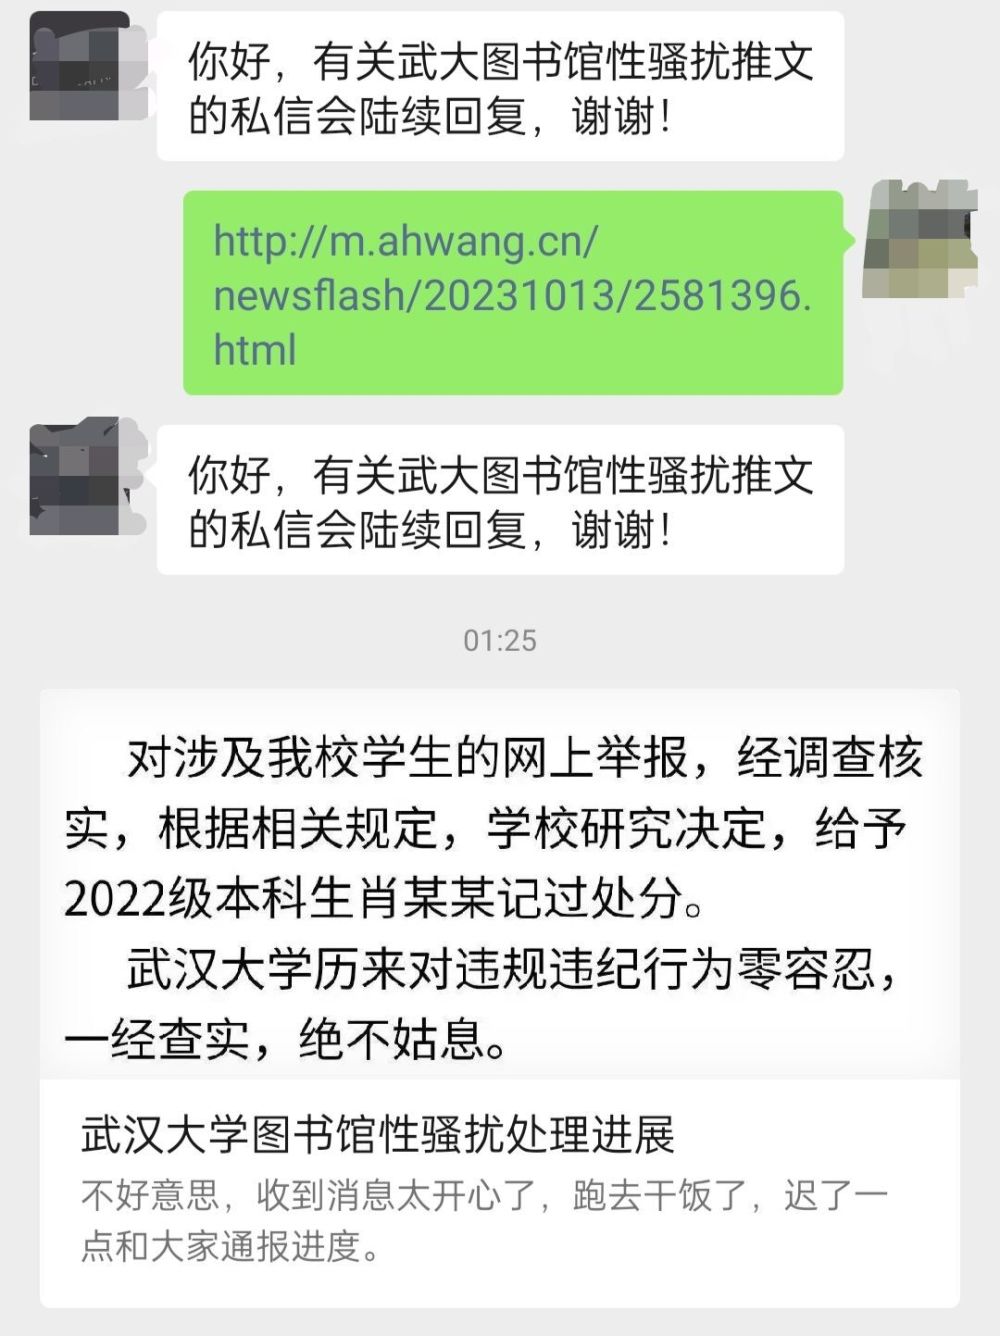 你好，有关武大图书馆性骚扰推文
的私信会陆续回复，谢谢！
http://m.ahwang.cn/
newsflash/20231013/2581396.
html
你好，有关武大图书馆性骚扰推文
的私信会陆续回复，谢谢！
01:25
对涉及我校学生的网上举报，经调查核
实，根据相关规定，学校研究决定，给予
2022级本科生肖某某记过处分。
武汉大学历来对违规违纪行为零容忍，
一经查实，绝不姑息。
武汉大学图书馆性骚扰处理进展
不好意思，收到消息太开心了，跑去干饭了，迟了一
点和大家通报进度。